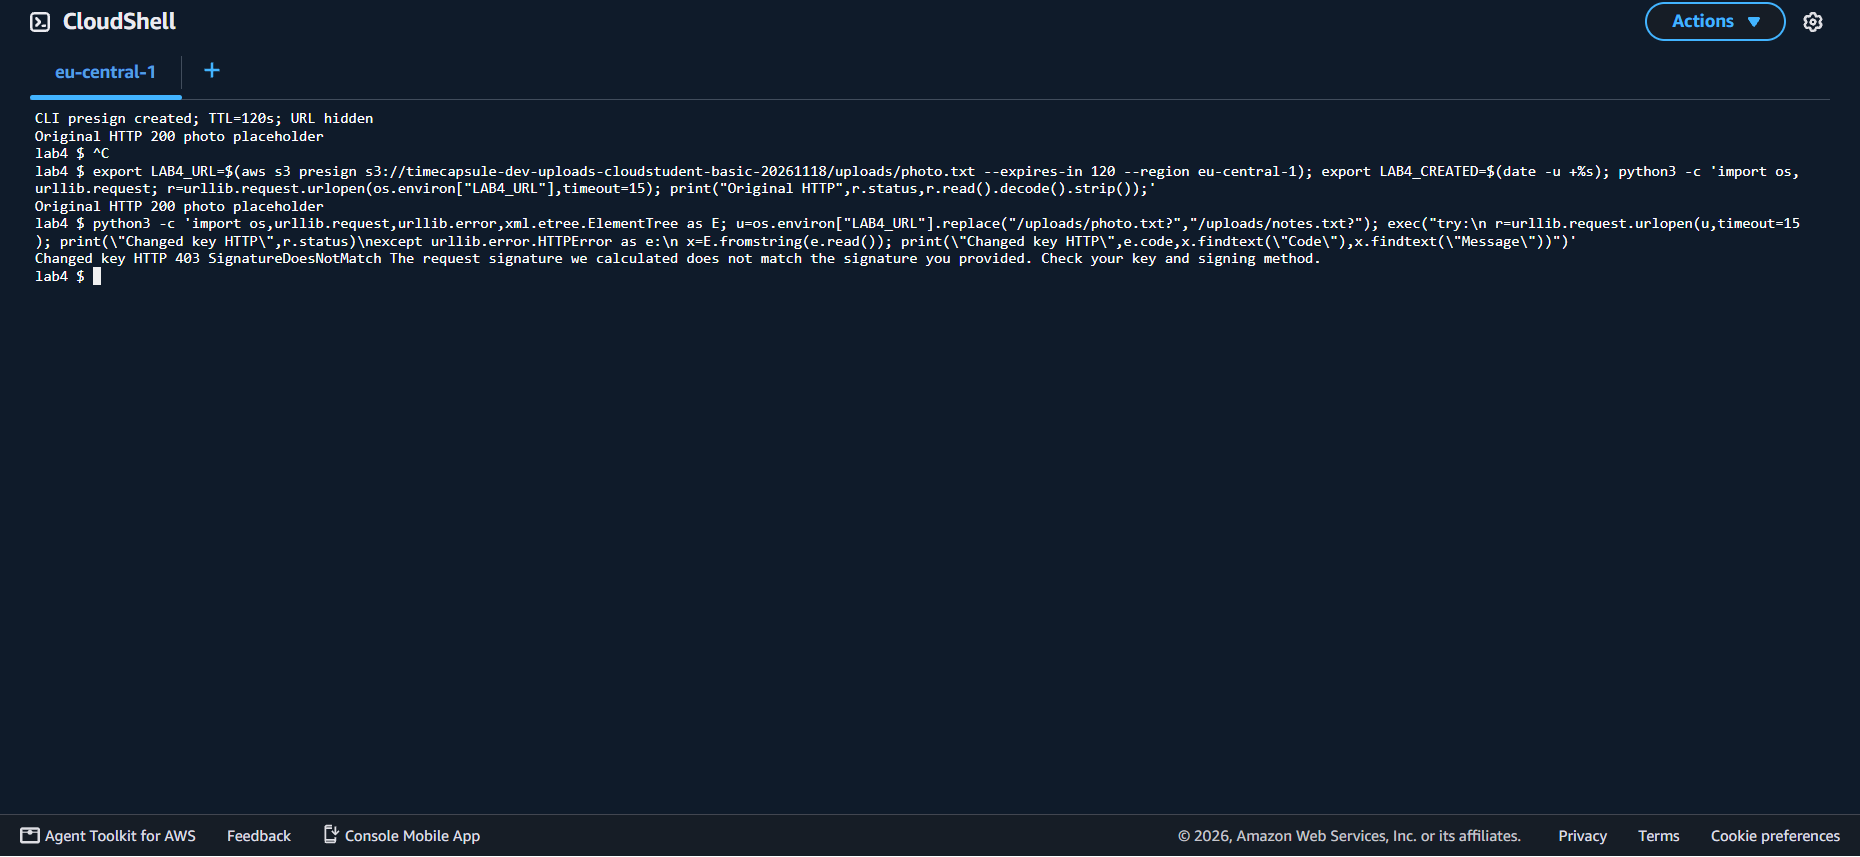 CloudShell
Actions
eu-central-1
+
CLI presign created; TTL=120s; URL hidden
Original HTTP 200 photo placeholder
lab4 $ ^C
lab4 $ export LAB4_URL=$(aws s3 presign s3://timecapsule-dev-uploads-cloudstudent-basic-20261118/uploads/photo.txt --expires-in 120 --region eu-central-1); export LAB4_CREATED=$(date -u +%s); python3 -c 'import os,
urllib.request; r=urllib.request.urlopen(os.environ["LAB4_URL"],timeout=15); print("Original HTTP",r.status,r.read().decode().strip());'
Original HTTP 200 photo placeholder
lab4 $ python3 -c 'import os,urllib.request,urllib.error,xml.etree.ElementTree as E; u=os.environ["LAB4_URL"].replace("/uploads/photo.txt?","/uploads/notes.txt?"); exec("try:\n r=urllib.request.urlopen(u,timeout=15
); print(\"Changed key HTTP\",r.status)\nexcept urllib.error.HTTPError as e:\n x=E.fromstring(e.read()); print(\"Changed key HTTP\",e.code,x.findtext(\"Code\"),x.findtext(\"Message\"))")'
Changed key HTTP 403 SignatureDoesNotMatch The request signature we calculated does not match the signature you provided. Check your key and signing method.
lab4 $
Agent Toolkit for AWS
Feedback
Console Mobile App
© 2026, Amazon Web Services, Inc. or its affiliates.
Privacy
Terms
Cookie preferences